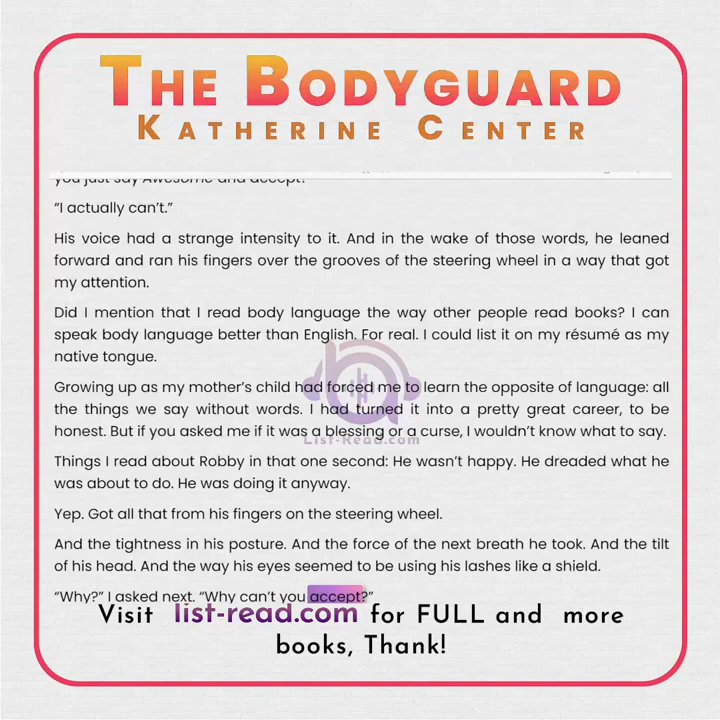 THE BODYGUARD
KATHERINE CENTER
you just say Awesome and accept?
“I actually can’t.”
His voice had a strange intensity to it. And in the wake of those words, he leaned
forward and ran his fingers over the grooves of the steering wheel in a way that got
my attention.
Did I mention that I read body language the way other people read books? I can
speak body language better than English. For real. I could list it on my résumé as my
native tongue.
Growing up as my mother’s child had forced me to learn the opposite of language: all
the things we say without words. I had turned it into a pretty great career, to be
honest. But if you asked me if it was a blessing or a curse, I wouldn’t know what to say.
List-Read.com
Things I read about Robby in that one second: He wasn’t happy. He dreaded what he
was about to do. He was doing it anyway.
Yep. Got all that from his fingers on the steering wheel.
And the tightness in his posture. And the force of the next breath he took. And the tilt
of his head. And the way his eyes seemed to be using his lashes like a shield.
“Why?” I asked next. “Why can’t you accept?”
Visit list-read.com for FULL and more
books, Thank!